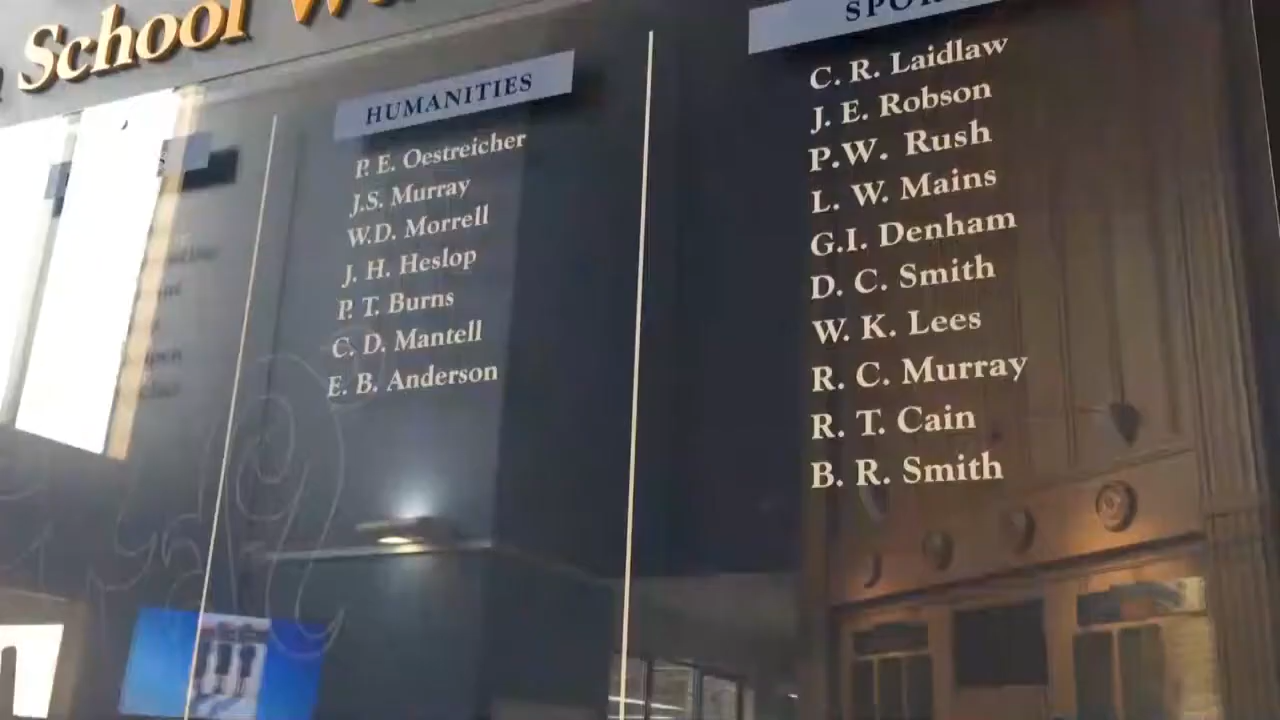 School
HUMANITIES
P. E. Oestreicher
J.S. Murray
W.D. Morrell
J. H. Heslop
P. T. Burns
C. D. Mantell
E. B. Anderson
C. R. Laidlaw
J. E. Robson
P.W. Rush
L. W. Mains
G.I. Denham
D. C. Smith
W. K. Lees
R. C. Murray
R. T. Cain
B. R. Smith